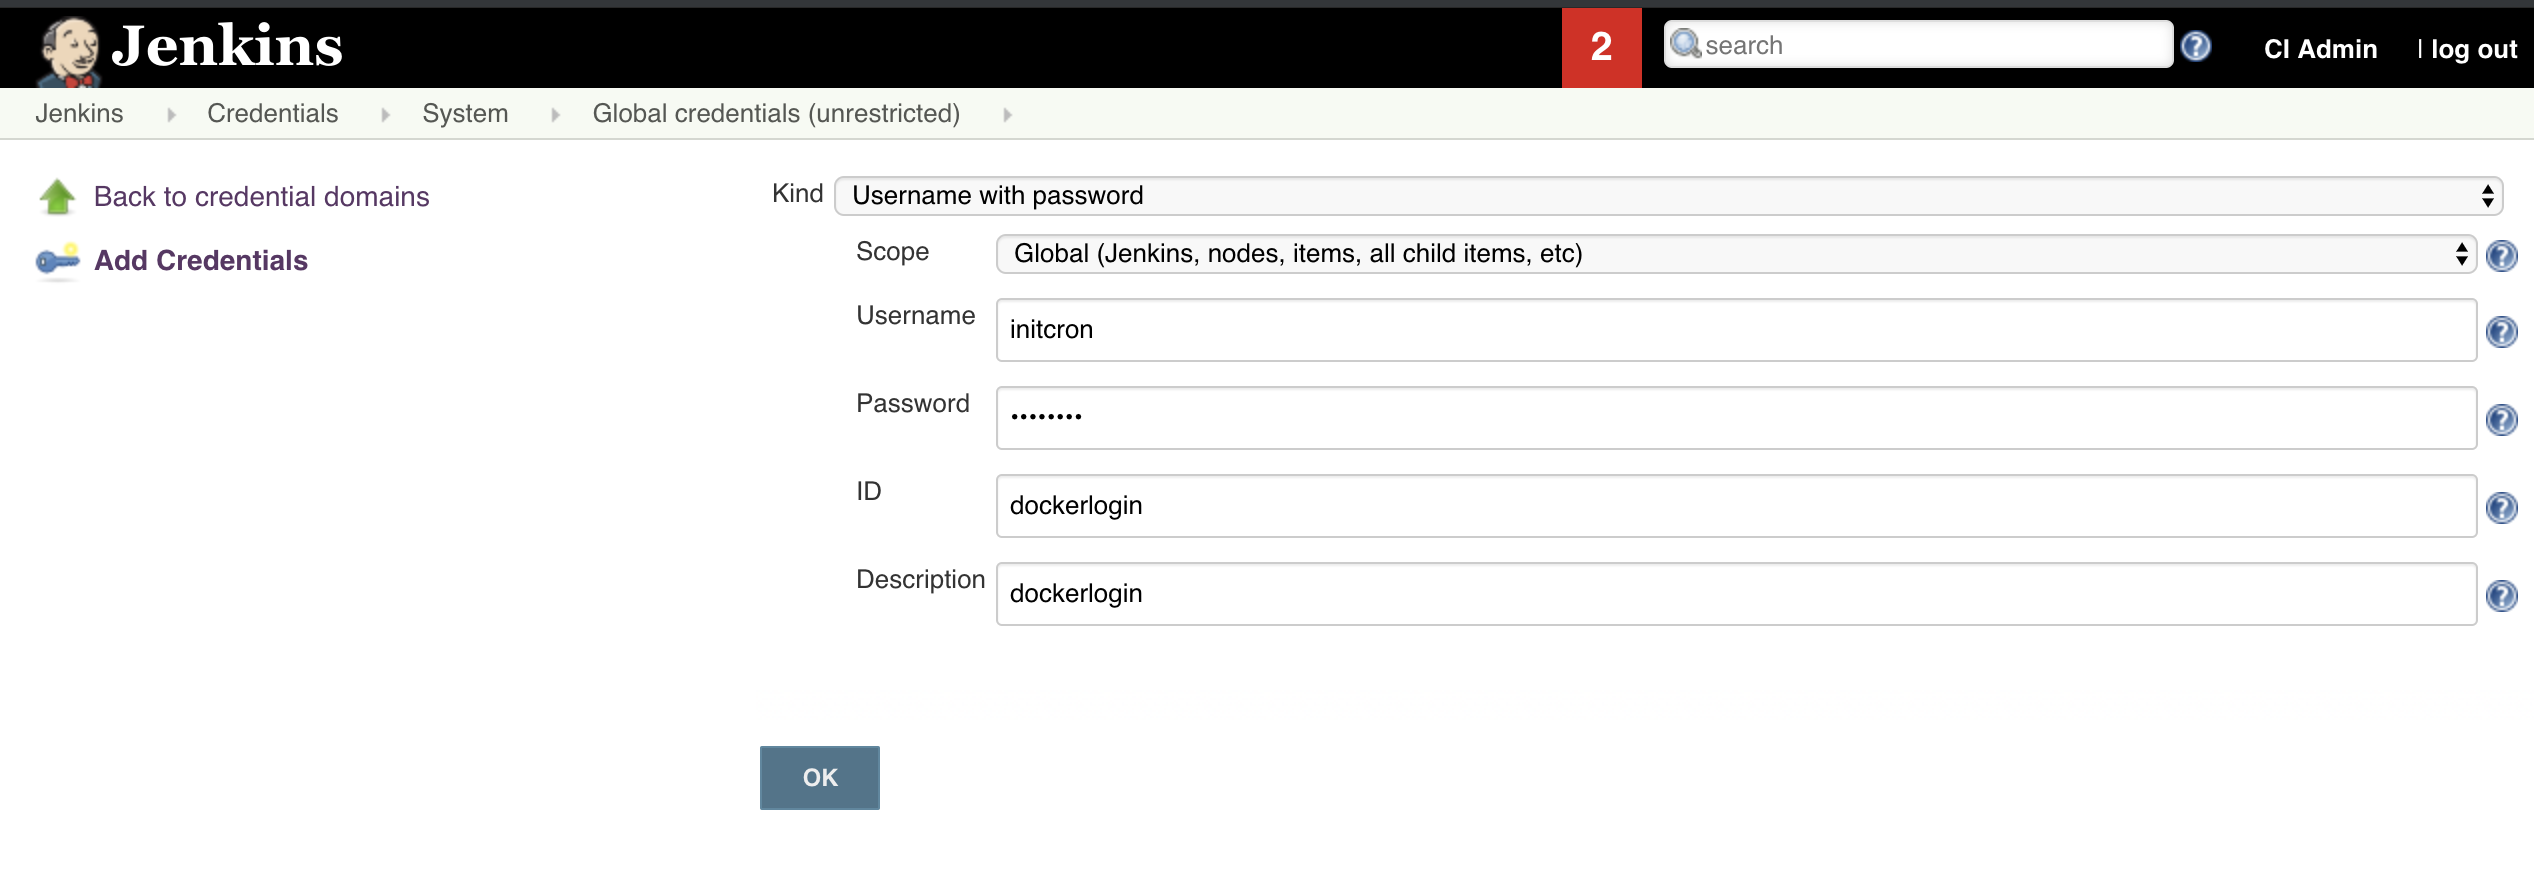 Jenkins
2
search
CI Admin
| log out
Jenkins
Credentials
System
Global credentials (unrestricted)
Back to credential domains
Add Credentials
Kind
Username with password
Scope
Global (Jenkins, nodes, items, all child items, etc)
Username
initcron
Password
••••••••
ID
dockerlogin
Description
dockerlogin
OK